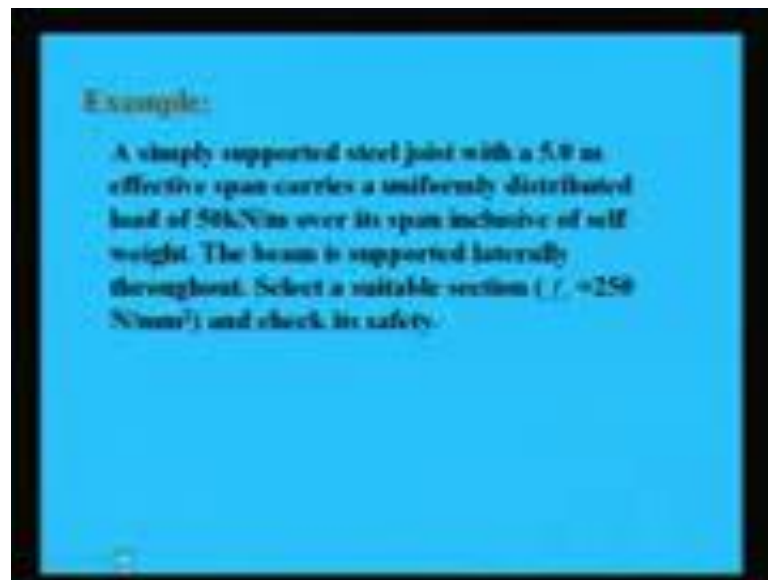 Example:
A simply supported steel joist with a 5.0 m
effective span carries a uniformly distributed
load of 50kN/m over its span inclusive of self
weight. The beam is supported laterally
throughout. Select a suitable section ( =250
N/mm²) and check its safety.